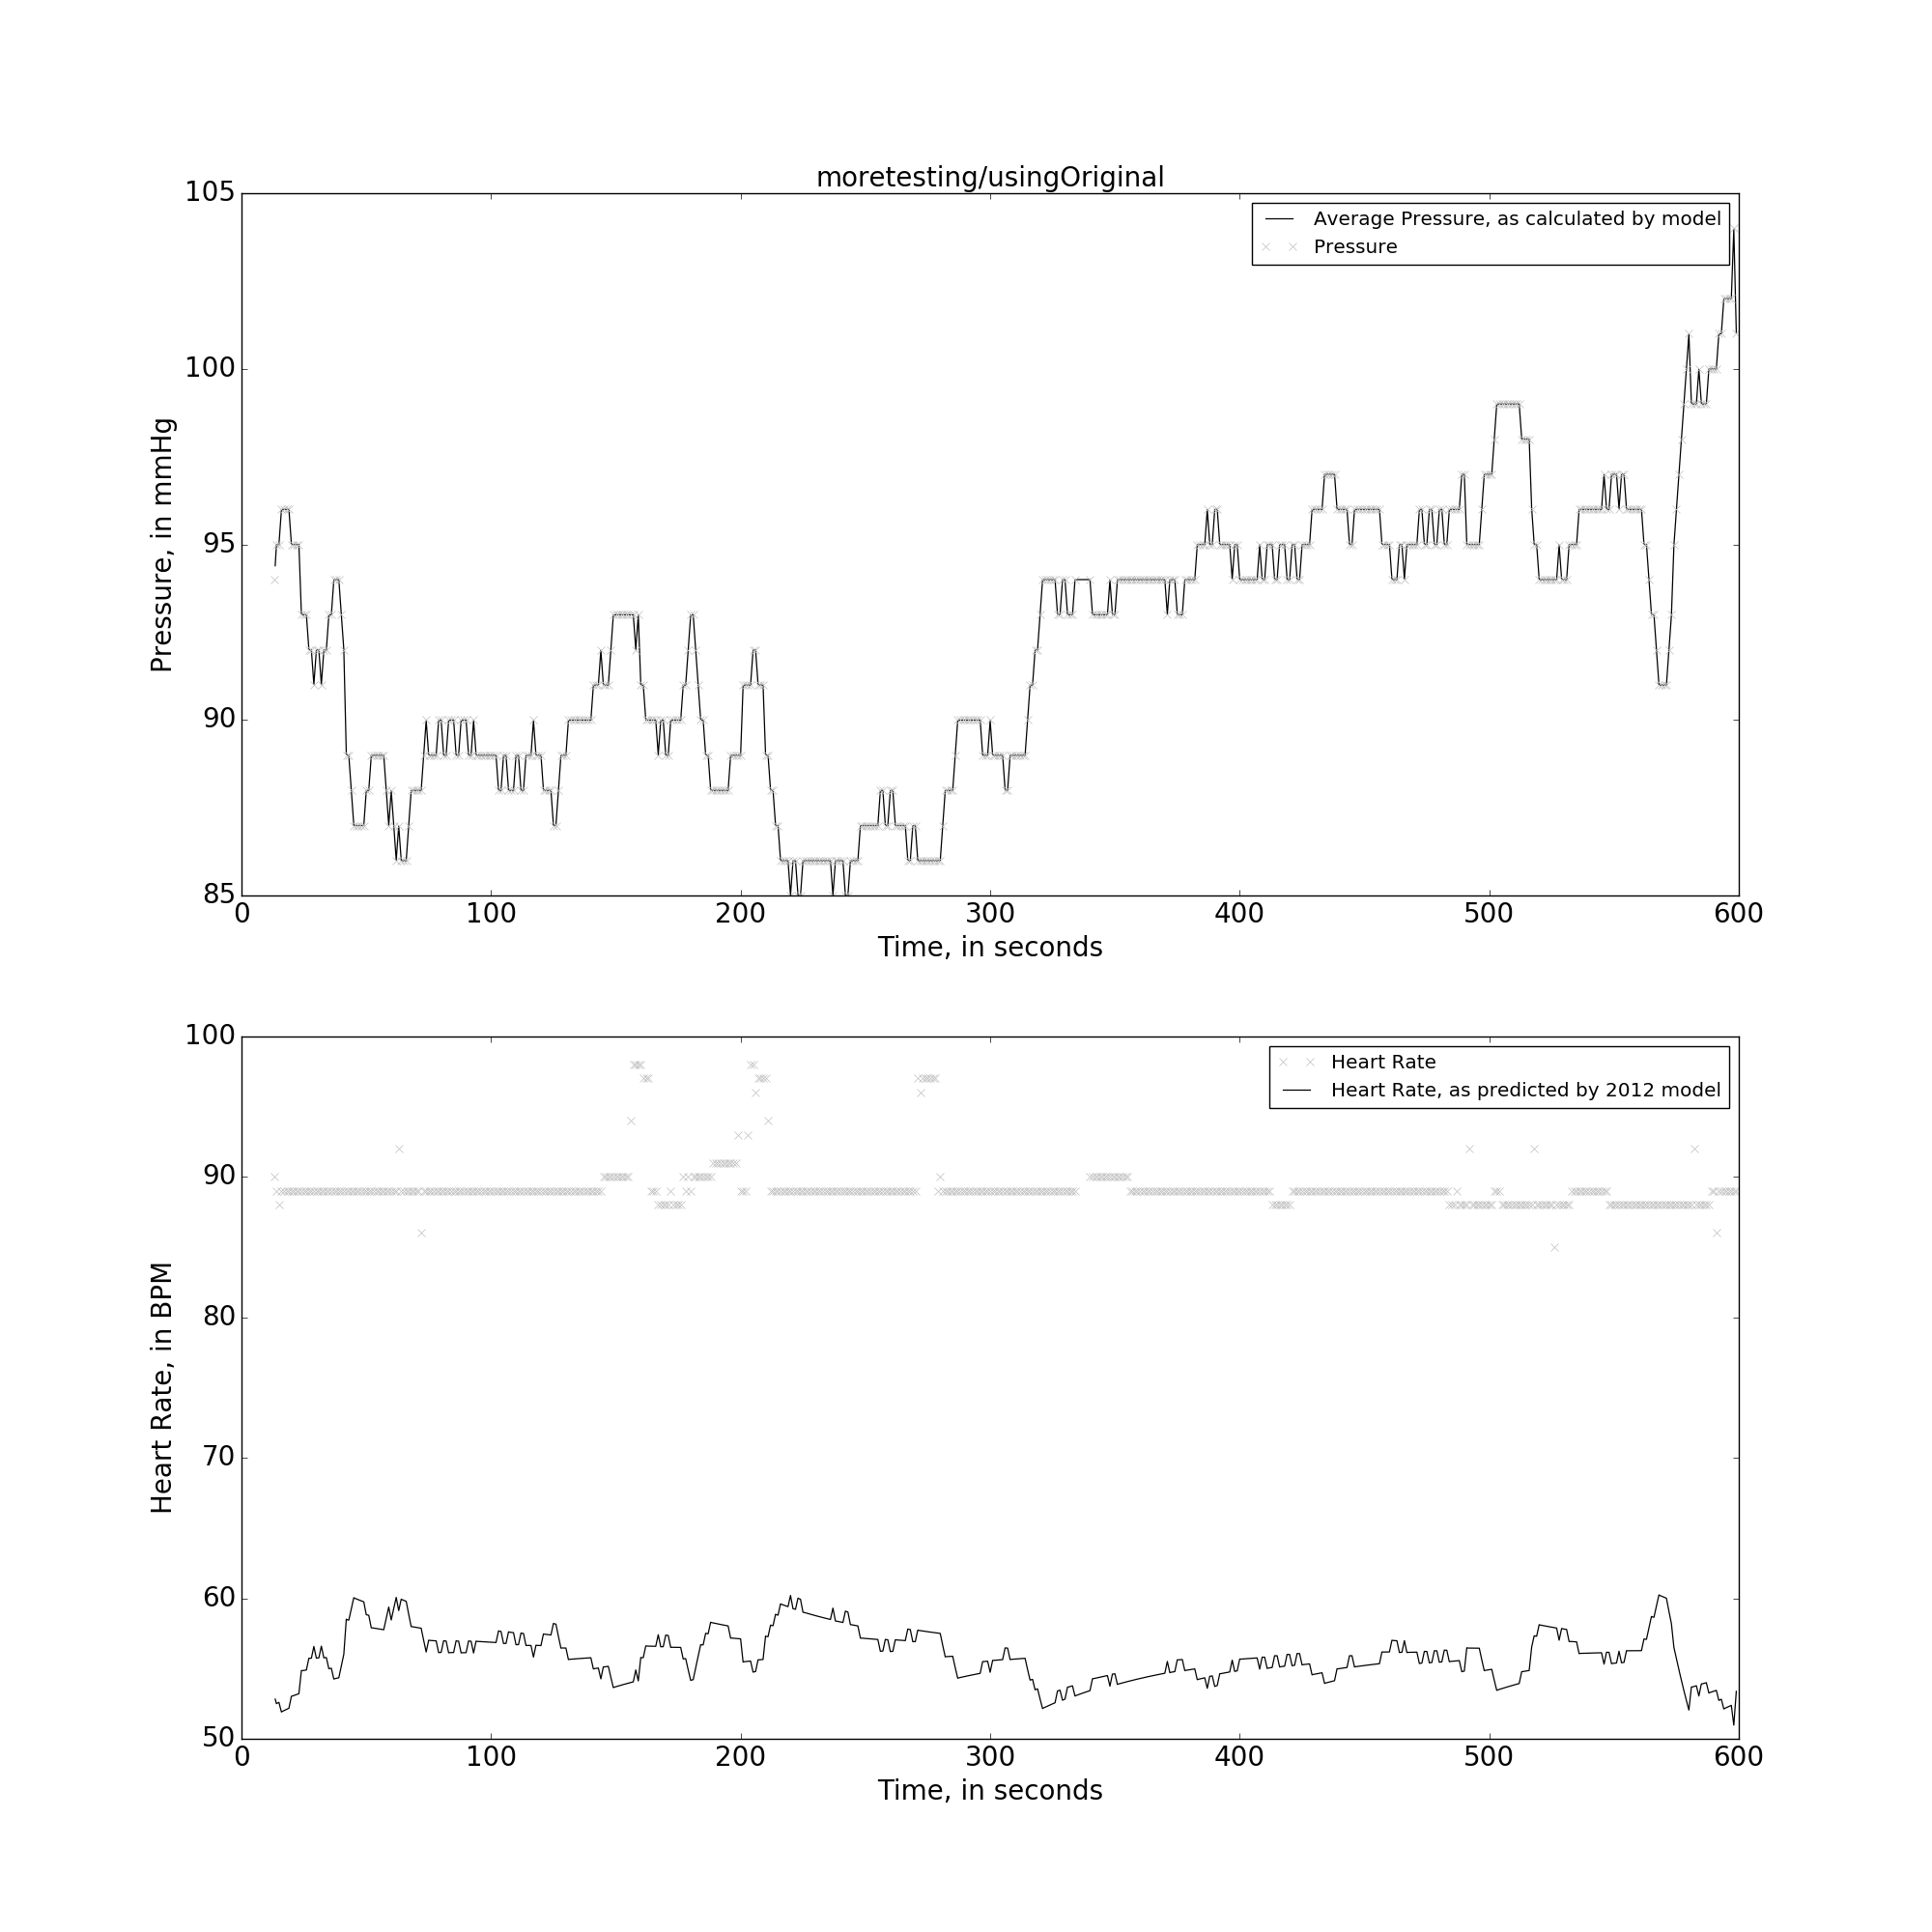 moretesting/usingOriginal
105
100
95
90
85
Pressure, in mmHg
Average Pressure, as calculated by model
Pressure
0 100 200 300 400 500 600
Time, in seconds
100
90
80
70
60
50
Heart Rate, in BPM
Heart Rate
Heart Rate, as predicted by 2012 model
0 100 200 300 400 500 600
Time, in seconds